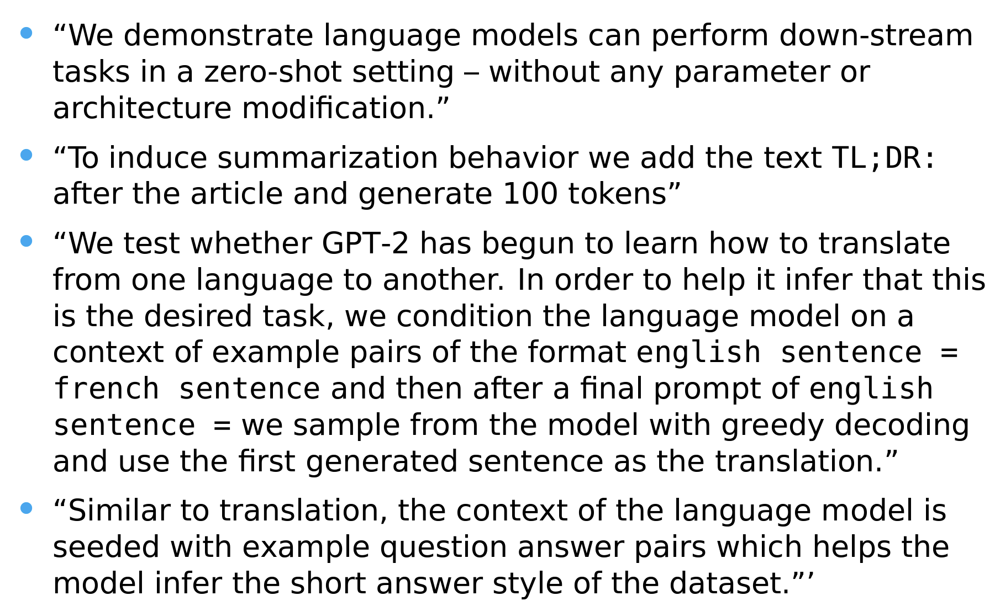 • “We demonstrate language models can perform down-stream
tasks in a zero-shot setting – without any parameter or
architecture modification.”
• “To induce summarization behavior we add the text TL;DR:
after the article and generate 100 tokens”
• “We test whether GPT-2 has begun to learn how to translate
from one language to another. In order to help it infer that this
is the desired task, we condition the language model on a
context of example pairs of the format english sentence =
french sentence and then after a final prompt of english
sentence = we sample from the model with greedy decoding
and use the first generated sentence as the translation.”
• “Similar to translation, the context of the language model is
seeded with example question answer pairs which helps the
model infer the short answer style of the dataset.”’